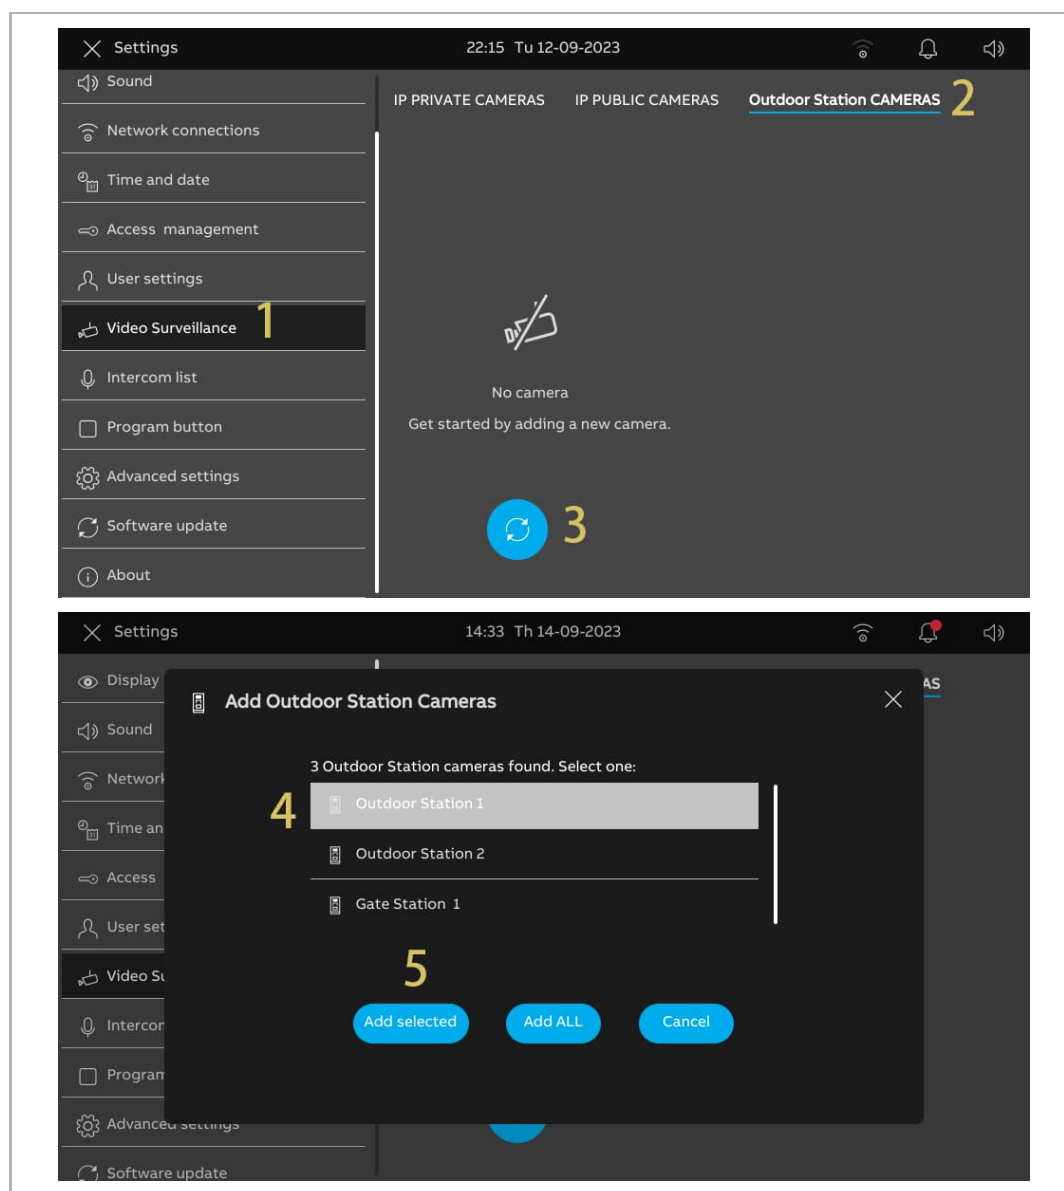 Settings
22:15 Tu 12-09-2023
Sound
IP PRIVATE CAMERAS IP PUBLIC CAMERAS Outdoor Station CAMERAS 2
Network connections
Time and date
Access management
User settings
Video Surveillance 1
Intercom list
No camera
Program button
Get started by adding a new camera.
Advanced settings
Software update
3
About
Settings
14:33 Th 14-09-2023
Display
AS
Add Outdoor Station Cameras
Sound
3 Outdoor Station cameras found. Select one:
Network
4 Outdoor Station 1
Time an
Outdoor Station 2
Access
Gate Station 1
User set
5
Video Su
Add selected Add ALL Cancel
Intercor
Program
Advanced settings
Software update